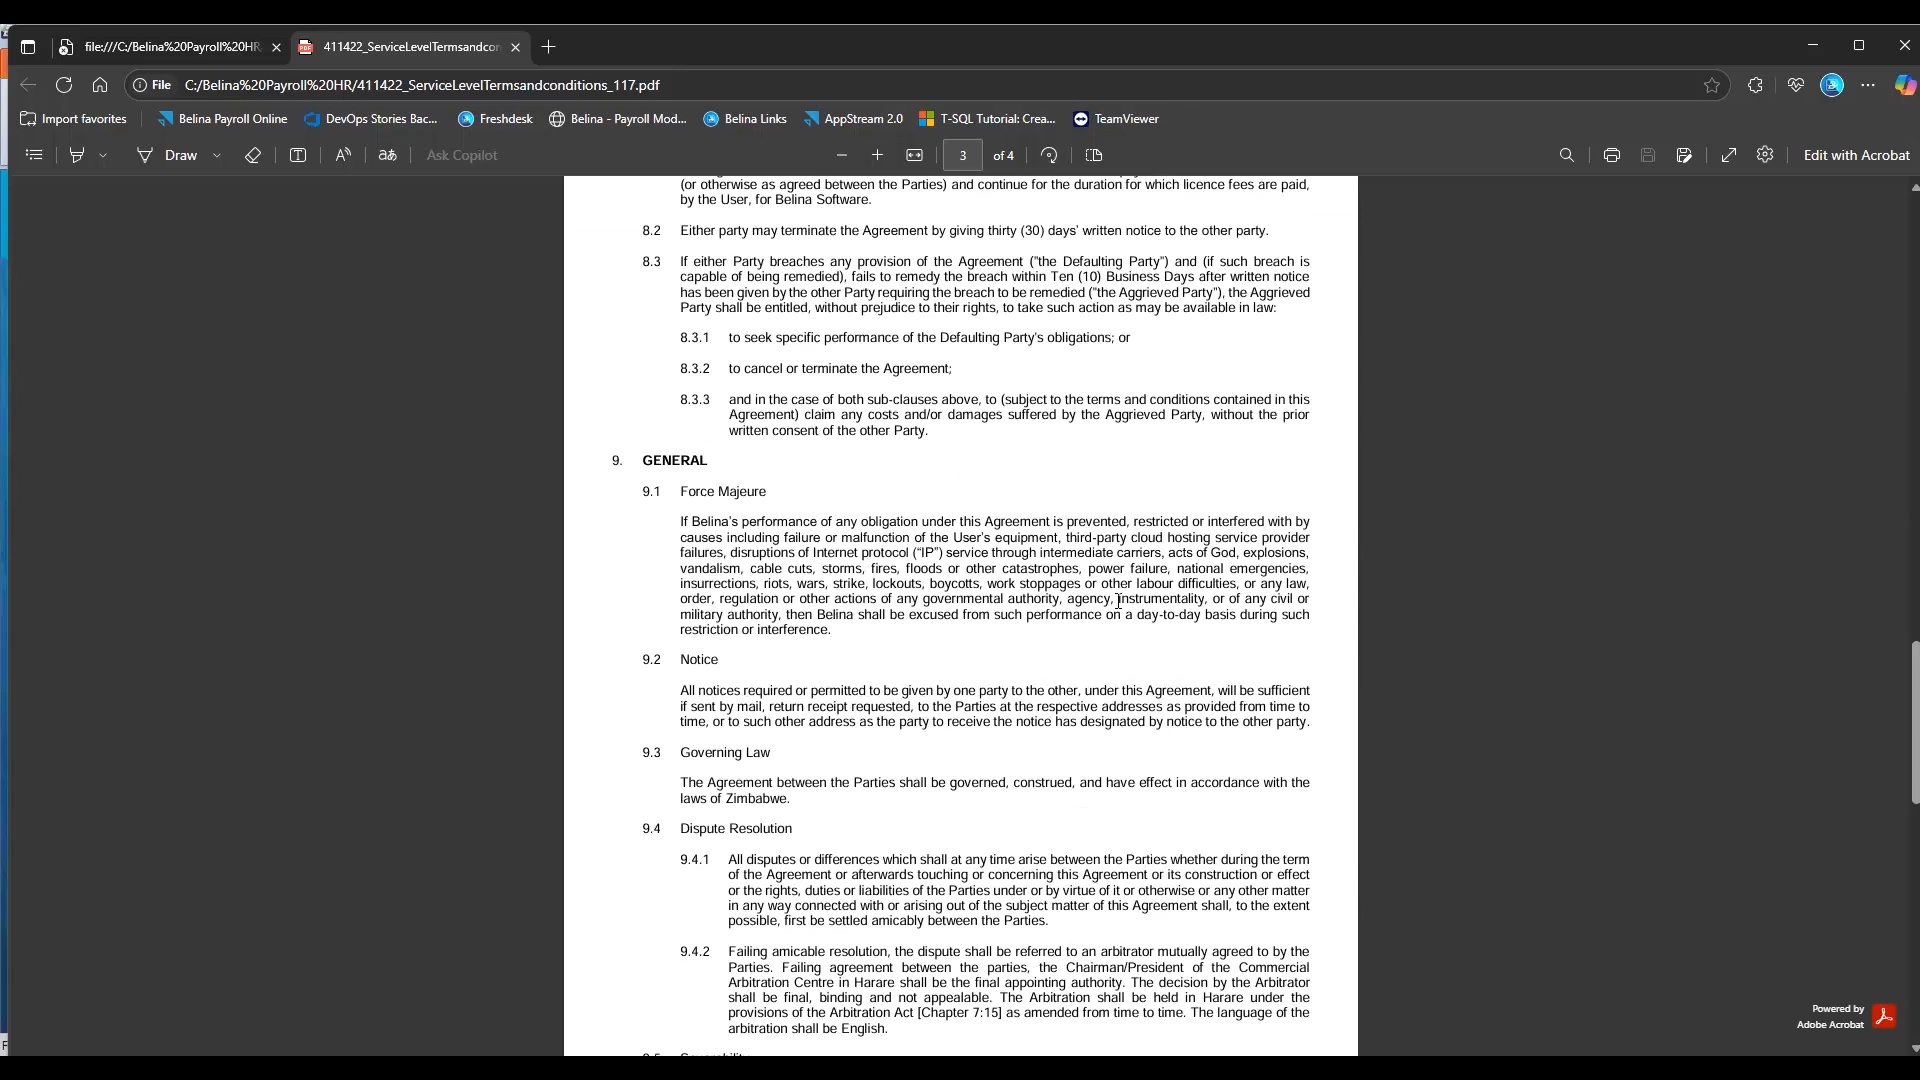 file:///C:/Belina%20Payroll%20HR
411422_ServiceLevelTermsandcon
File C:/Belina%20Payroll%20HR/411422_ServiceLevelTermsandconditions_117.pdf
Import favorites Belina Payroll Online DevOps Stories Bac... Freshdesk Belina - Payroll Mod... Belina Links AppStream 2.0 T-SQL Tutorial: Crea... TeamViewer
Draw Ask Copilot 3 of 4 Edit with Acrobat
(or otherwise as agreed between the Parties) and continue for the duration for which licence fees are paid,
by the User, for Belina Software.
8.2 Either party may terminate the Agreement by giving thirty (30) days' written notice to the other party.
8.3 If either Party breaches any provision of the Agreement ("the Defaulting Party") and (if such breach is
capable of being remedied), fails to remedy the breach within Ten (10) Business Days after written notice
has been given by the other Party requiring the breach to be remedied ("the Aggrieved Party"), the Aggrieved
Party shall be entitled, without prejudice to their rights, to take such action as may be available in law:
8.3.1 to seek specific performance of the Defaulting Party's obligations; or
8.3.2 to cancel or terminate the Agreement;
8.3.3 and in the case of both sub-clauses above, to (subject to the terms and conditions contained in this
Agreement) claim any costs and/or damages suffered by the Aggrieved Party, without the prior
written consent of the other Party.
9. GENERAL
9.1 Force Majeure
If Belina's performance of any obligation under this Agreement is prevented, restricted or interfered with by
causes including failure or malfunction of the User's equipment, third-party cloud hosting service provider
failures, disruptions of Internet protocol (“IP”) service through intermediate carriers, acts of God, explosions,
vandalism, cable cuts, storms, fires, floods or other catastrophes, power failure, national emergencies,
insurrections, riots, wars, strike, lockouts, boycotts, work stoppages or other labour difficulties, or any law,
order, regulation or other actions of any governmental authority, agency, instrumentality, or of any civil or
military authority, then Belina shall be excused from such performance on a day-to-day basis during such
restriction or interference.
9.2 Notice
All notices required or permitted to be given by one party to the other, under this Agreement, will be sufficient
if sent by mail, return receipt requested, to the Parties at the respective addresses as provided from time to
time, or to such other address as the party to receive the notice has designated by notice to the other party.
9.3 Governing Law
The Agreement between the Parties shall be governed, construed, and have effect in accordance with the
laws of Zimbabwe.
9.4 Dispute Resolution
9.4.1 All disputes or differences which shall at any time arise between the Parties whether during the term
of the Agreement or afterwards touching or concerning this Agreement or its construction or effect
or the rights, duties or liabilities of the Parties under or by virtue of it or otherwise or any other matter
in any way connected with or arising out of the subject matter of this Agreement shall, to the extent
possible, first be settled amicably between the Parties.
9.4.2 Failing amicable resolution, the dispute shall be referred to an arbitrator mutually agreed to by the
Parties. Failing agreement between the parties, the Chairman/President of the Commercial
Arbitration Centre in Harare shall be the final appointing authority. The decision by the Arbitrator
shall be final, binding and not appealable. The Arbitration shall be held in Harare under the
provisions of the Arbitration Act [Chapter 7:15] as amended from time to time. The language of the
arbitration shall be English.
Powered by
Adobe Acrobat